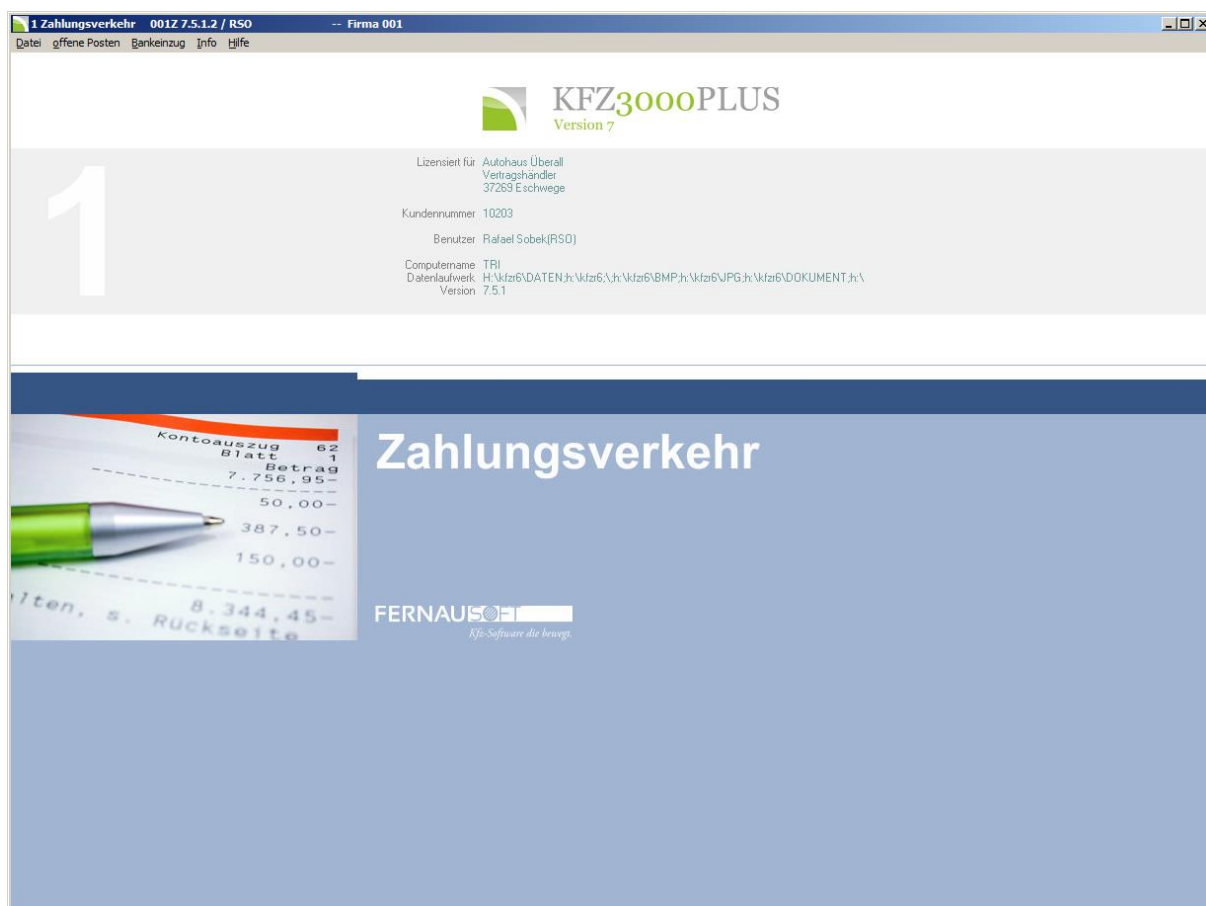 1 Zahlungsverkehr 001Z 7.5.1.2 / RSO -- Firma 001
Datei offene Posten Bankeinzug Info Hilfe
KFZ3000PLUS
Version 7
1
Lizensiert für Autohaus Überall
Vertragshändler
37269 Eschwege
Kundennummer 10203
Benutzer Rafael Sobek(RSO)
Computername TRI
Datenlaufwerk H:\kfzr6\DATEN;h:\kfzr6;\;h:\kfzr6\BMP;h:\kfzr6\JPG;h:\kfzr6\DOKUMENT;h:\
Version 7.5.1
Kontoauszug 62
Blatt 1
Betrag
7.756,95-
50,00-
387,50-
150,00-
8.344,45-
lten, s. Rückseite
Zahlungsverkehr
FERNAUSOFT
Kfz-Software die bewegt.